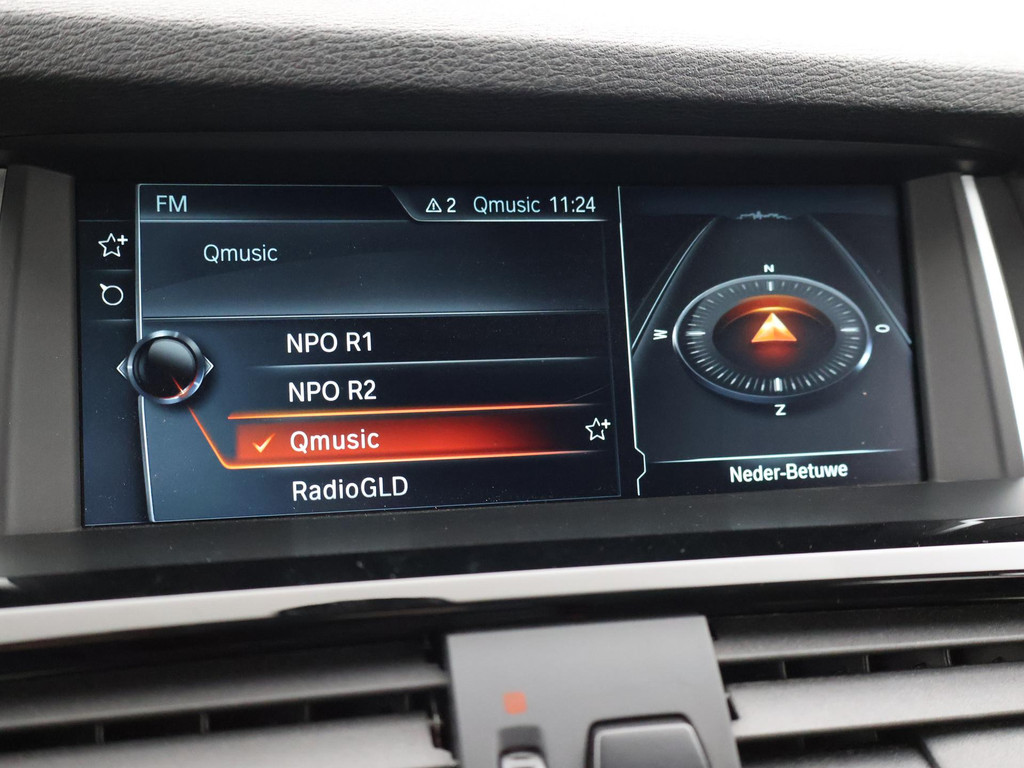 FM
2 Qmusic 11:24
Qmusic
NPO R1
NPO R2
Qmusic
RadioGLD
N
W
O
Z
Neder-Betuwe